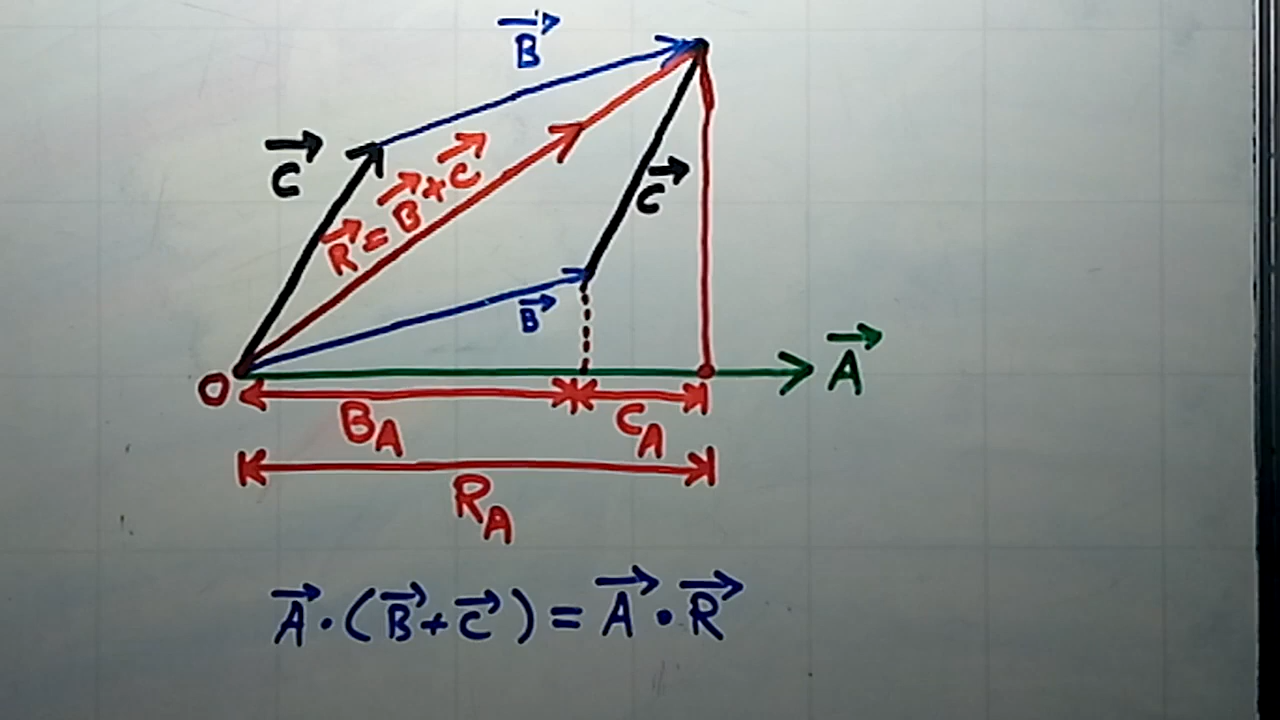 B⃗
C⃗
R⃗ = B⃗ + C⃗
C⃗
B⃗
A⃗
O
B_A
C_A
R_A
A⃗ · (B⃗ + C⃗) = A⃗ · R⃗